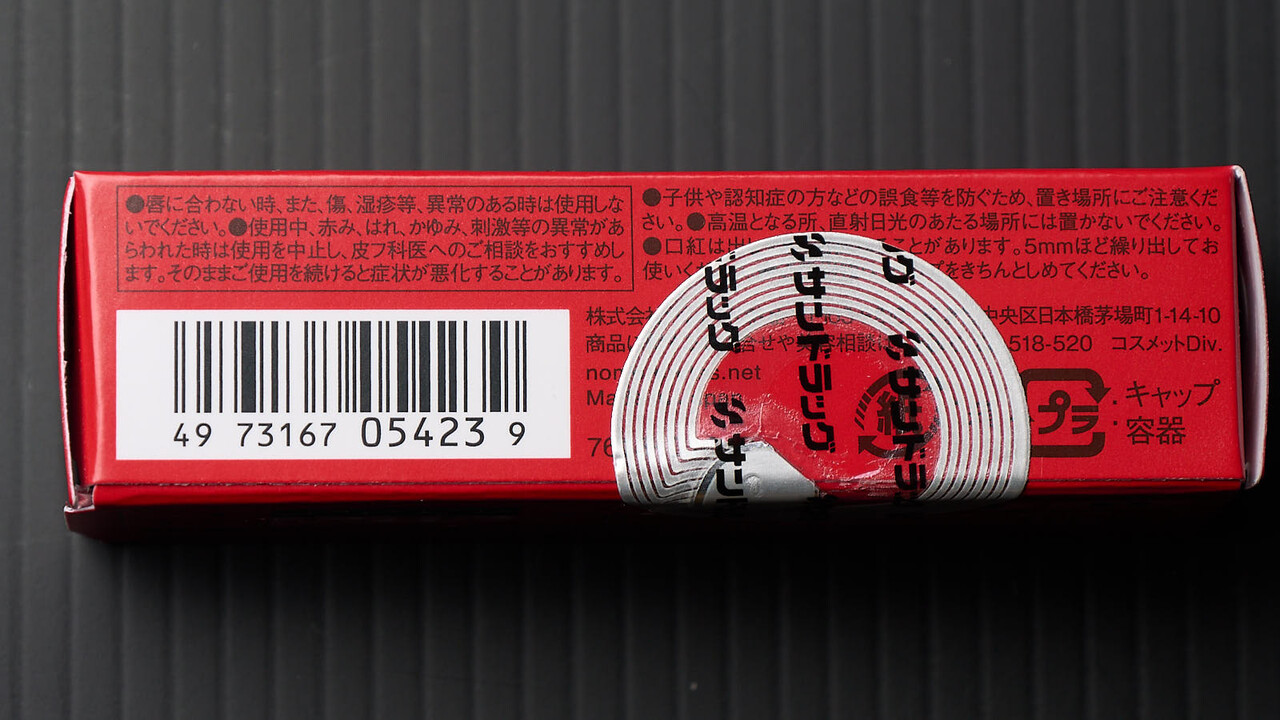 ●唇に合わない時、また、傷、湿疹等、異常のある時は使用しな
いでください。●使用中、赤み、はれ、かゆみ、刺激等の異常があ
らわれた時は使用を中止し、皮フ科医へのご相談をおすすめし
ます。そのままご使用を続けると症状が悪化することがあります。
●子供や認知症の方などの誤食等を防ぐため、置き場所にご注意くだ
さい。●高温となる所、直射日光のあたる場所には置かないでください。
●口紅は出 ことがあります。5mmほど繰り出してお
使いく をきちんとしめてください。
株式会 中央区日本橋茅場町1-14-10
商品 合せや 容相談 518-520 コスメットDiv.
.net
76
プラ
キャップ
容器
49 73167 05423 9
ドラッグ
サンドラッグ
ッグ
サンドラ
サンド